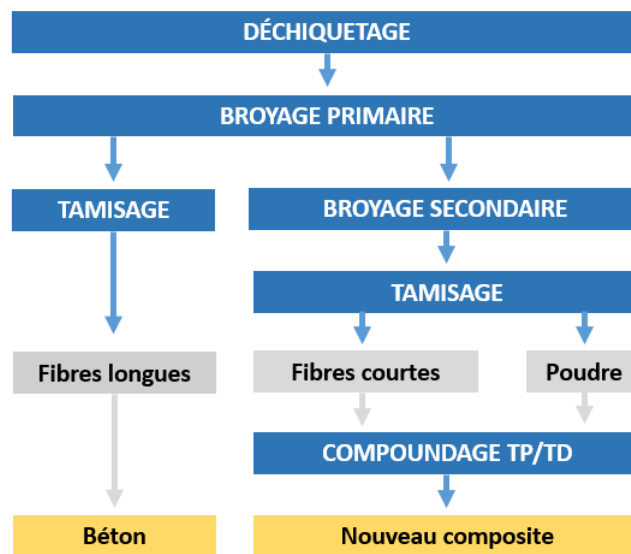 DÉCHIQUETAGE
BROYAGE PRIMAIRE
TAMISAGE
BROYAGE SECONDAIRE
TAMISAGE
Fibres longues
Fibres courtes
Poudre
COMPOUNDAGE TP/TD
Béton
Nouveau composite